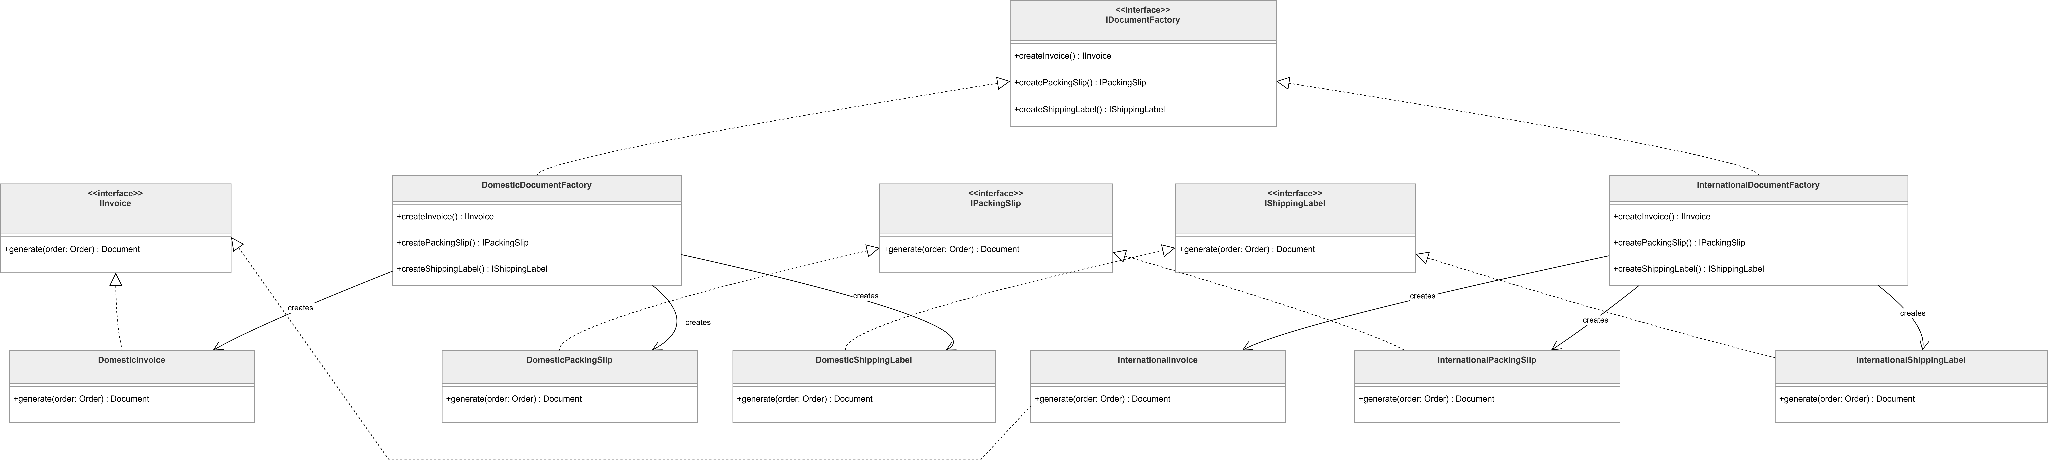 <<interface>>
IDocumentFactory
+createInvoice() : IInvoice
+createPackingSlip() : IPackingSlip
+createShippingLabel() : IShippingLabel
<<interface>>
IInvoice
+generate(order: Order) : Document
DomesticDocumentFactory
+createInvoice() : IInvoice
+createPackingSlip() : IPackingSlip
+createShippingLabel() : IShippingLabel
<<interface>>
IPackingSlip
+generate(order: Order) : Document
<<interface>>
IShippingLabel
+generate(order: Order) : Document
InternationalDocumentFactory
+createInvoice() : IInvoice
+createPackingSlip() : IPackingSlip
+createShippingLabel() : IShippingLabel
creates
creates
creates
creates
creates
creates
DomesticInvoice
+generate(order: Order) : Document
DomesticPackingSlip
+generate(order: Order) : Document
DomesticShippingLabel
+generate(order: Order) : Document
InternationalInvoice
+generate(order: Order) : Document
InternationalPackingSlip
+generate(order: Order) : Document
InternationalShippingLabel
+generate(order: Order) : Document